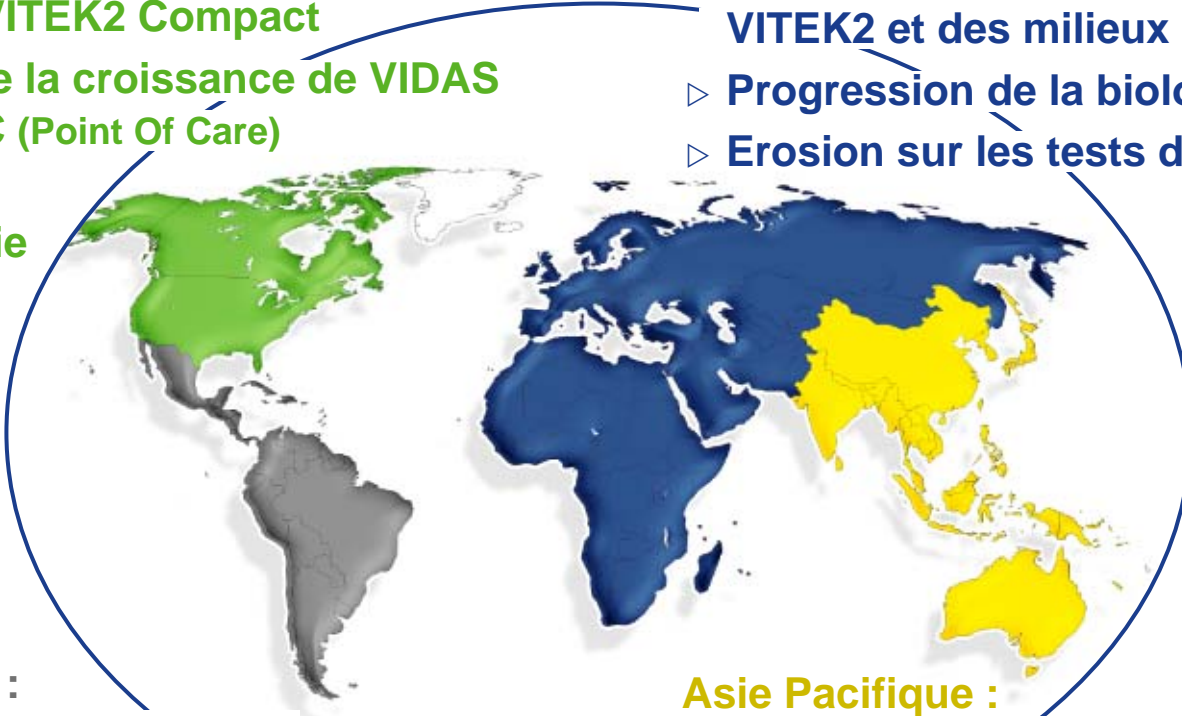 VITEK2 Compact
e la croissance de VIDAS
C (Point Of Care)
ie
VITEK2 et des milieux
▷ Progression de la biolo
▷ Erosion sur les tests d
:
Asie Pacifique :